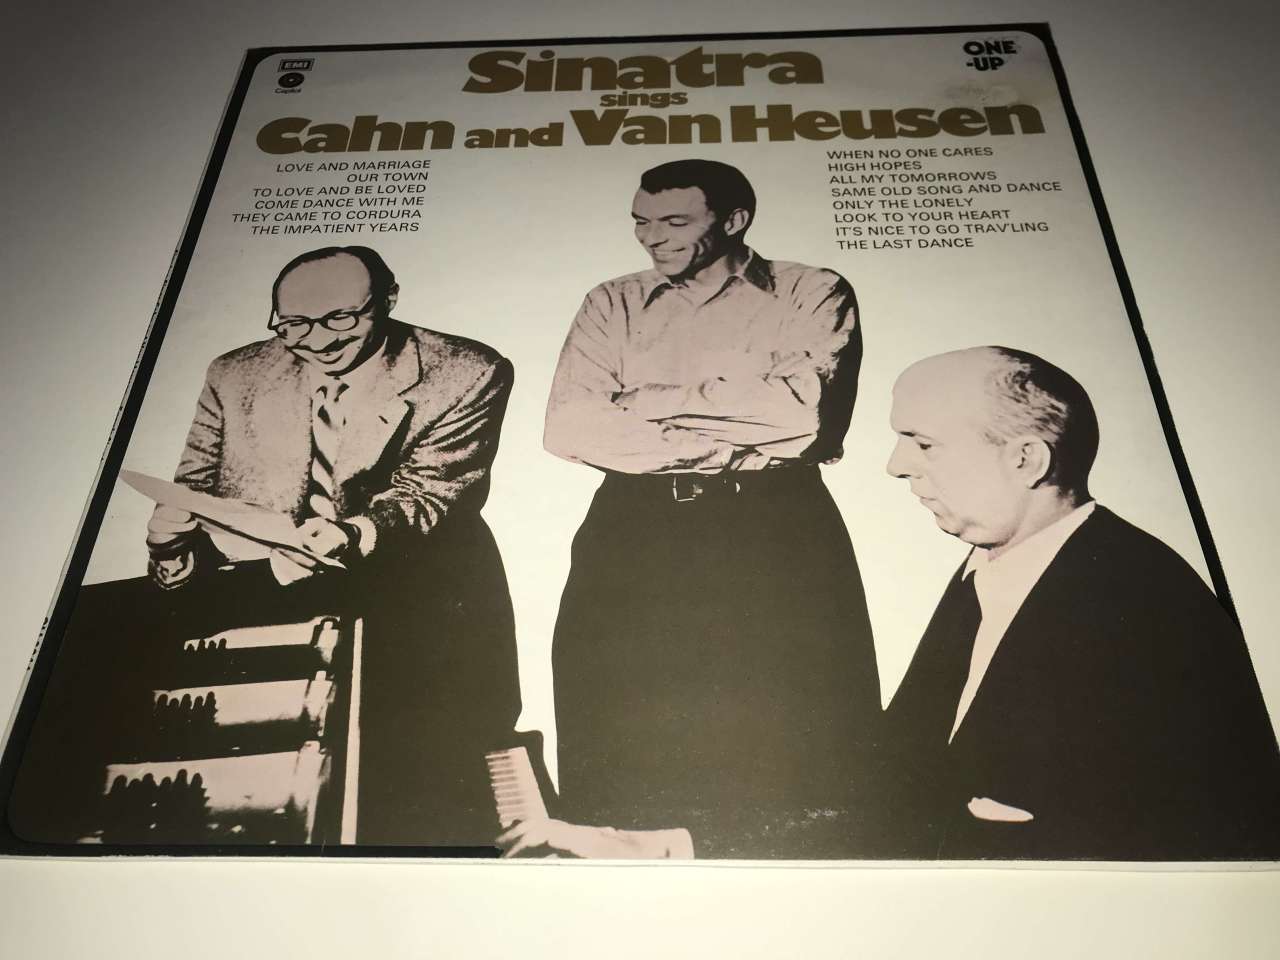 EMI
Capitol
ONE
-UP
Sinatra
sings
Cahn and Van Heusen
LOVE AND MARRIAGE
OUR TOWN
TO LOVE AND BE LOVED
COME DANCE WITH ME
THEY CAME TO CORDURA
THE IMPATIENT YEARS
WHEN NO ONE CARES
HIGH HOPES
ALL MY TOMORROWS
SAME OLD SONG AND DANCE
ONLY THE LONELY
LOOK TO YOUR HEART
IT'S NICE TO GO TRAV'LING
THE LAST DANCE